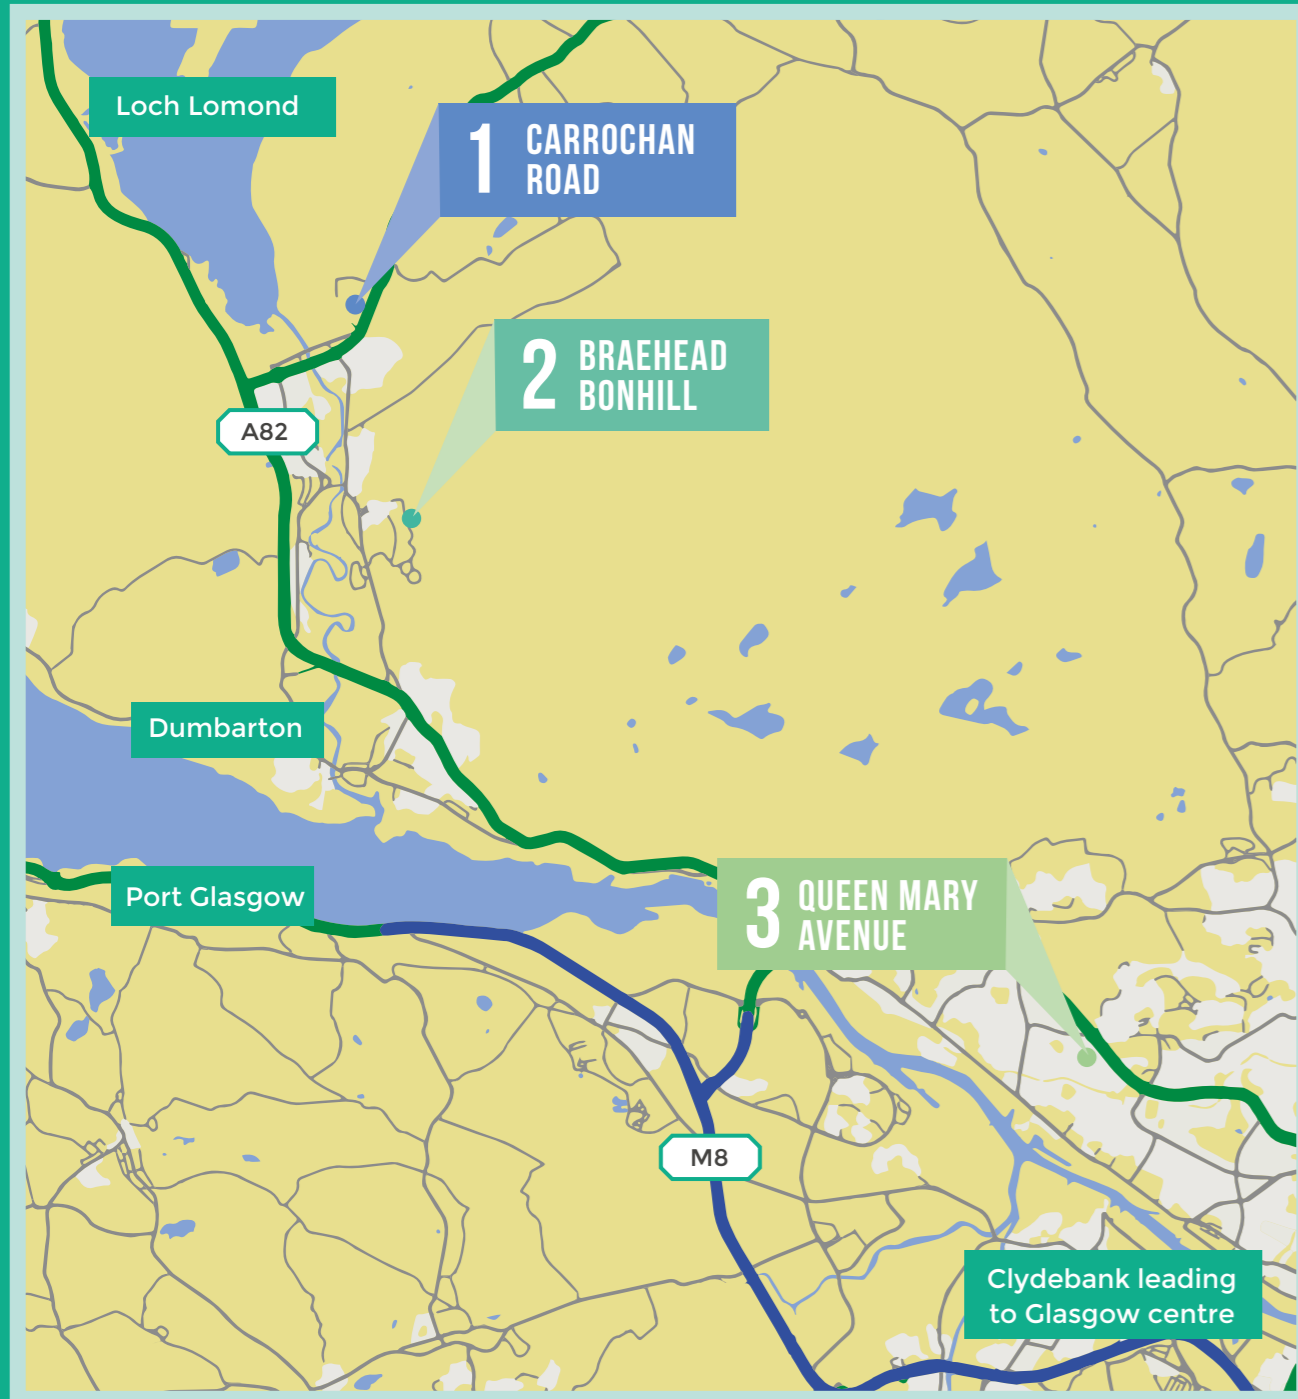 Loch Lomond
1 CARROCHAN
ROAD
2 BRAEHEAD
BONHILL
A82
Dumbarton
Port Glasgow
3 QUEEN MARY
AVENUE
M8
Clydebank leading
to Glasgow centre